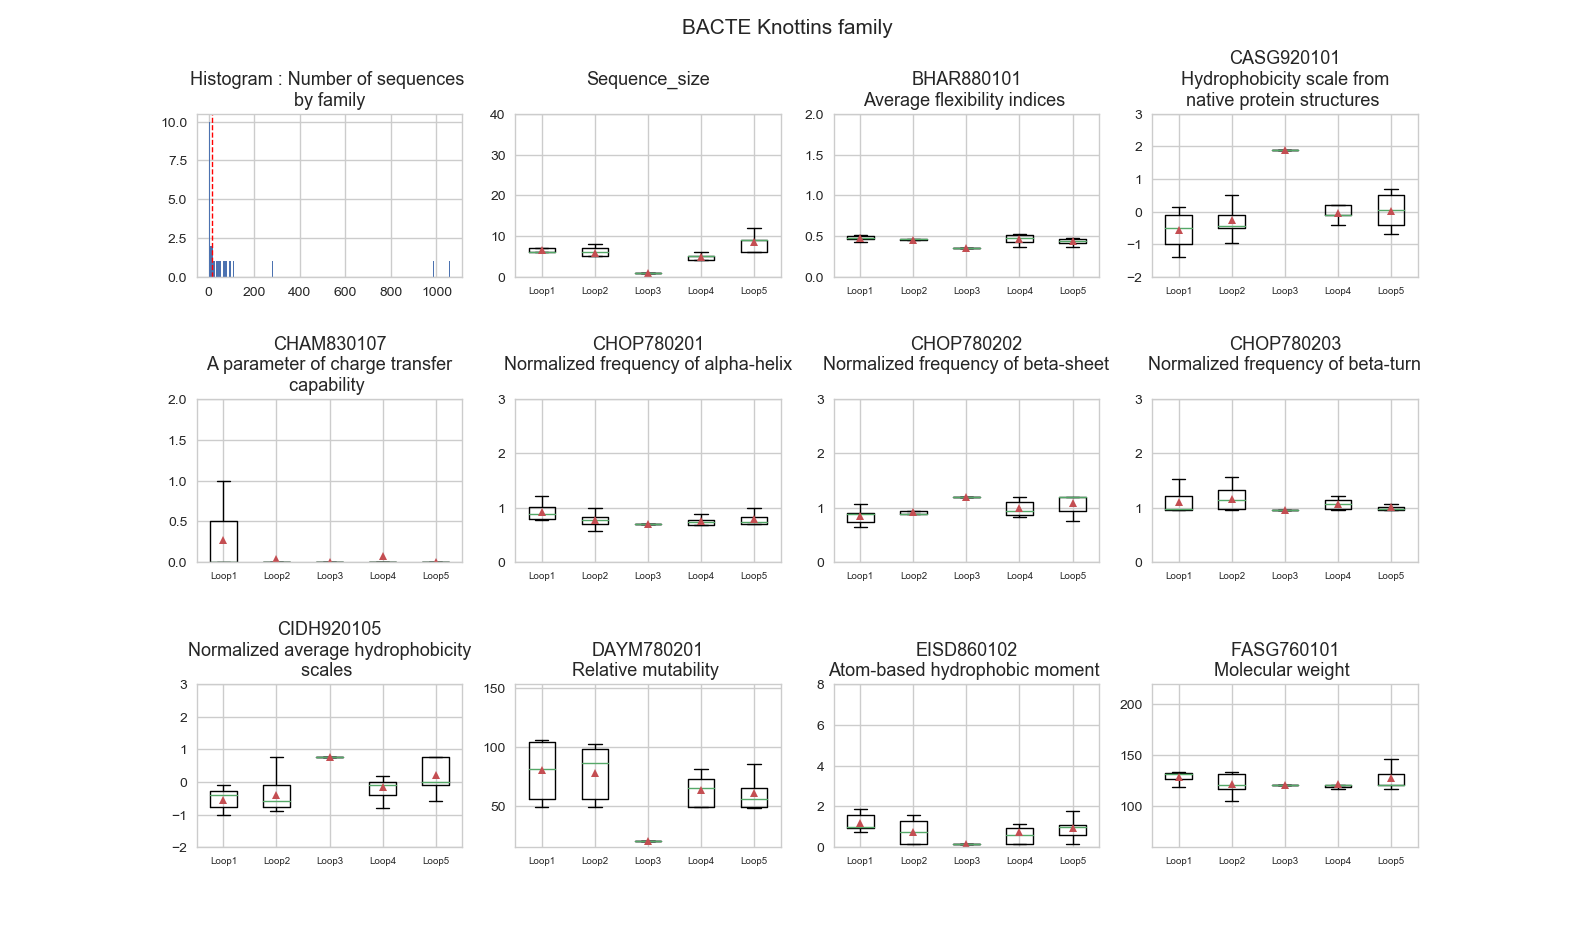 BACTE Knottins family
Histogram : Number of sequences
by family
10.0
7.5
5.0
2.5
0.0
0 200 400 600 800 1000
Sequence_size
40
30
20
10
0
Loop1 Loop2 Loop3 Loop4 Loop5
BHAR880101
Average flexibility indices
2.0
1.5
1.0
0.5
0.0
Loop1 Loop2 Loop3 Loop4 Loop5
CASG920101
Hydrophobicity scale from
native protein structures
3
2
1
0
−1
−2
Loop1 Loop2 Loop3 Loop4 Loop5
CHAM830107
A parameter of charge transfer
capability
2.0
1.5
1.0
0.5
0.0
Loop1 Loop2 Loop3 Loop4 Loop5
CHOP780201
Normalized frequency of alpha-helix
3
2
1
0
Loop1 Loop2 Loop3 Loop4 Loop5
CHOP780202
Normalized frequency of beta-sheet
3
2
1
0
Loop1 Loop2 Loop3 Loop4 Loop5
CHOP780203
Normalized frequency of beta-turn
3
2
1
0
Loop1 Loop2 Loop3 Loop4 Loop5
CIDH920105
Normalized average hydrophobicity
scales
3
2
1
0
−1
−2
Loop1 Loop2 Loop3 Loop4 Loop5
DAYM780201
Relative mutability
150
100
50
Loop1 Loop2 Loop3 Loop4 Loop5
EISD860102
Atom-based hydrophobic moment
8
6
4
2
0
Loop1 Loop2 Loop3 Loop4 Loop5
FASG760101
Molecular weight
200
150
100
Loop1 Loop2 Loop3 Loop4 Loop5